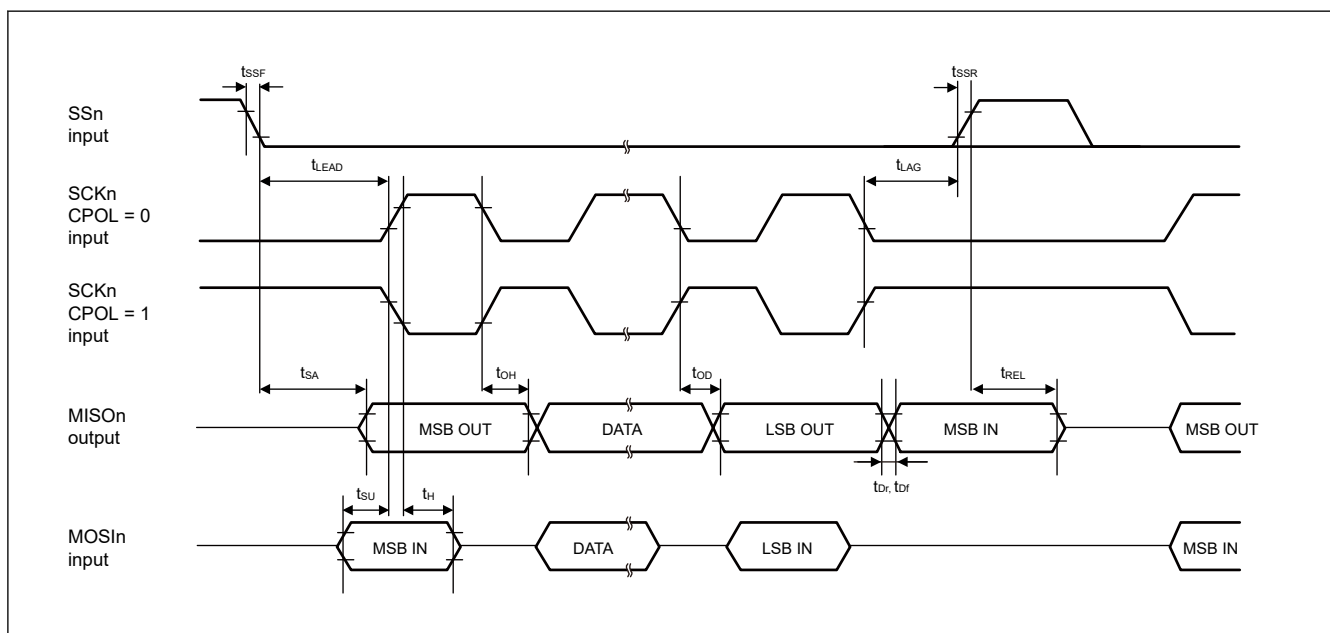 tSSF
tSSR
SSn
input
tLEAD
tLAG
SCKn
CPOL = 0
input
SCKn
CPOL = 1
input
tSA
tOH
tOD
tREL
MISOn
output
MSB OUT
DATA
LSB OUT
MSB IN
MSB OUT
tDr, tDf
tSU
tH
MOSIn
input
MSB IN
DATA
LSB IN
MSB IN